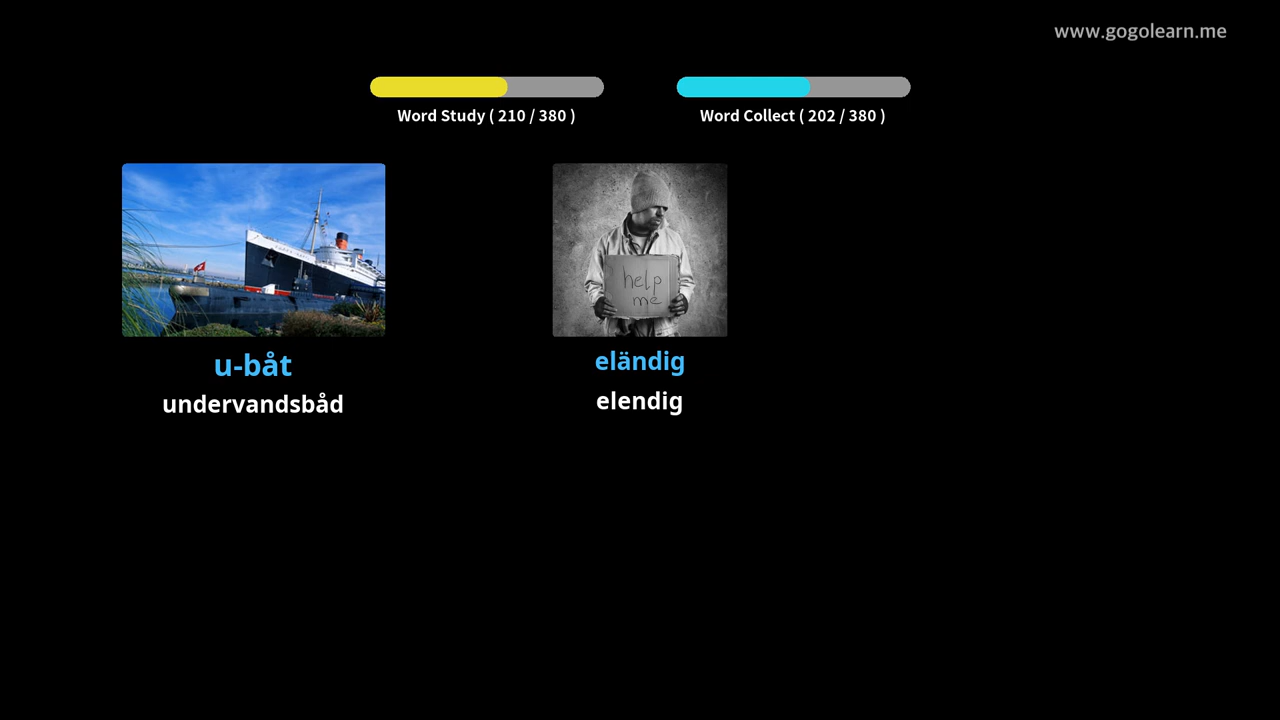 www.gogolearn.me
Word Study ( 210 / 380 )
Word Collect ( 202 / 380 )
help
me
u-båt
undervandsbåd
eländig
elendig